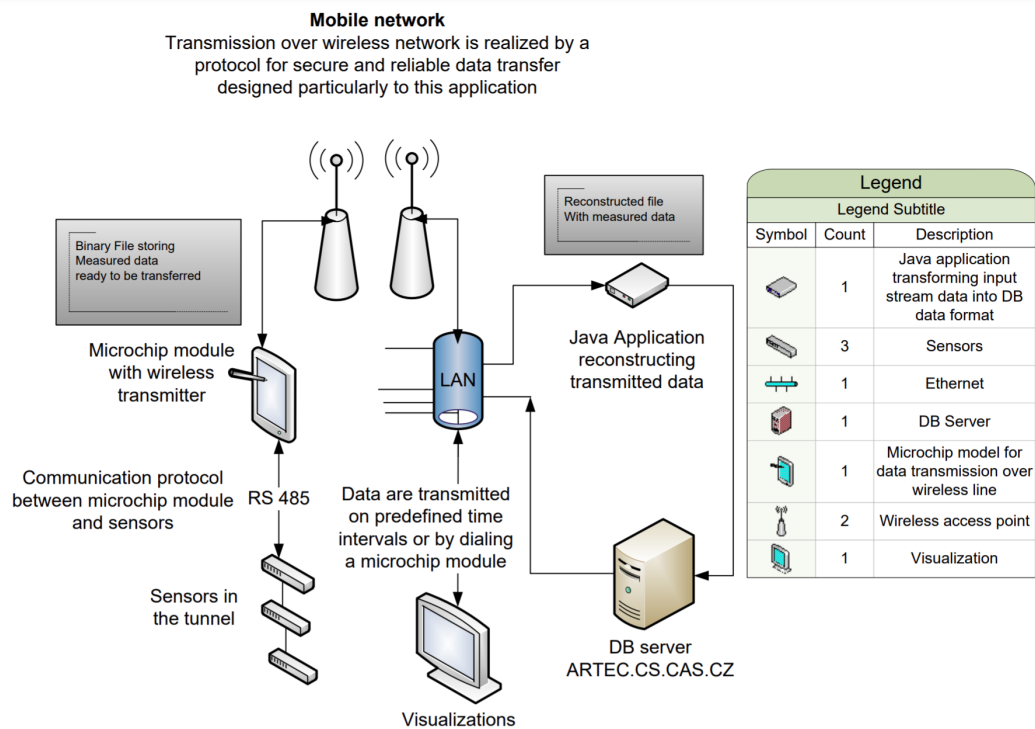 Mobile network
Transmission over wireless network is realized by a
protocol for secure and reliable data transfer
designed particularly to this application
Binary File storing
Measured data
ready to be transferred
Reconstructed file
With measured data
Microchip module
with wireless
transmitter
LAN
Java Application
reconstructing
transmitted data
Communication protocol
between microchip module
and sensors
RS 485
Data are transmitted
on predefined time
intervals or by dialing
a microchip module
Sensors in
the tunnel
DB server
ARTEC.CS.CAS.CZ
Visualizations
Legend
Legend Subtitle
Symbol Count Description
1 Java application
transforming input
stream data into DB
data format
3 Sensors
1 Ethernet
1 DB Server
1 Microchip model for
data transmission over
wireless line
2 Wireless access point
1 Visualization